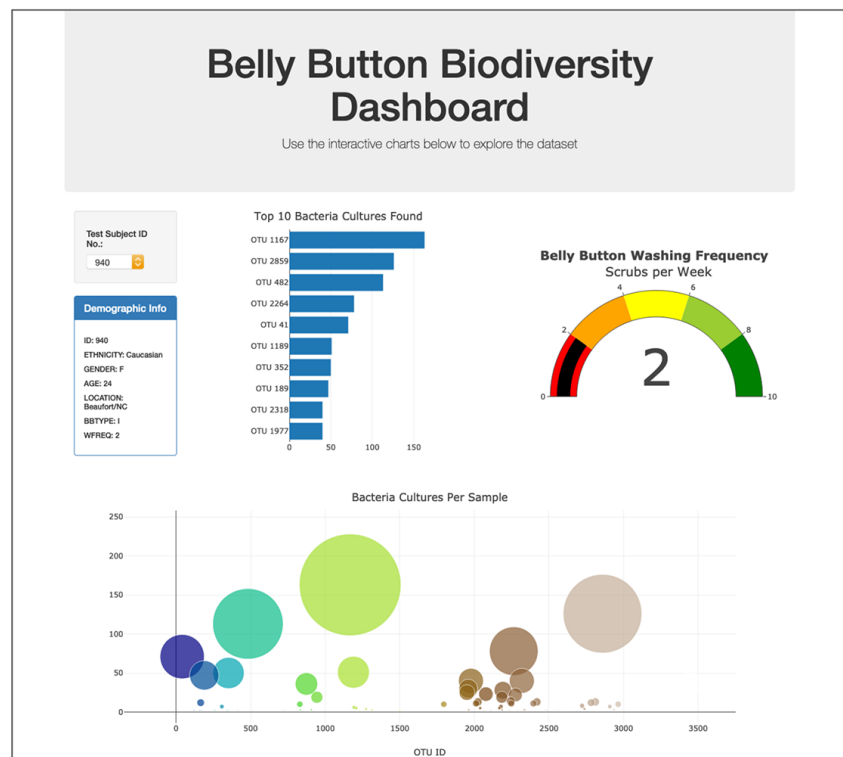 Belly Button Biodiversity
Dashboard
Use the interactive charts below to explore the dataset
Test Subject ID
No.:
940
Demographic Info
ID: 940
ETHNICITY: Caucasian
GENDER: F
AGE: 24
LOCATION:
Beaufort/NC
BBTYPE: I
WFREQ: 2
Top 10 Bacteria Cultures Found
OTU 1167
OTU 2859
OTU 482
OTU 2264
OTU 41
OTU 1189
OTU 352
OTU 189
OTU 2318
OTU 1977
0 50 100 150
Belly Button Washing Frequency
Scrubs per Week
0 2 4 6 8 10
2
Bacteria Cultures Per Sample
250
200
150
100
50
0
0 500 1000 1500 2000 2500 3000 3500
OTU ID